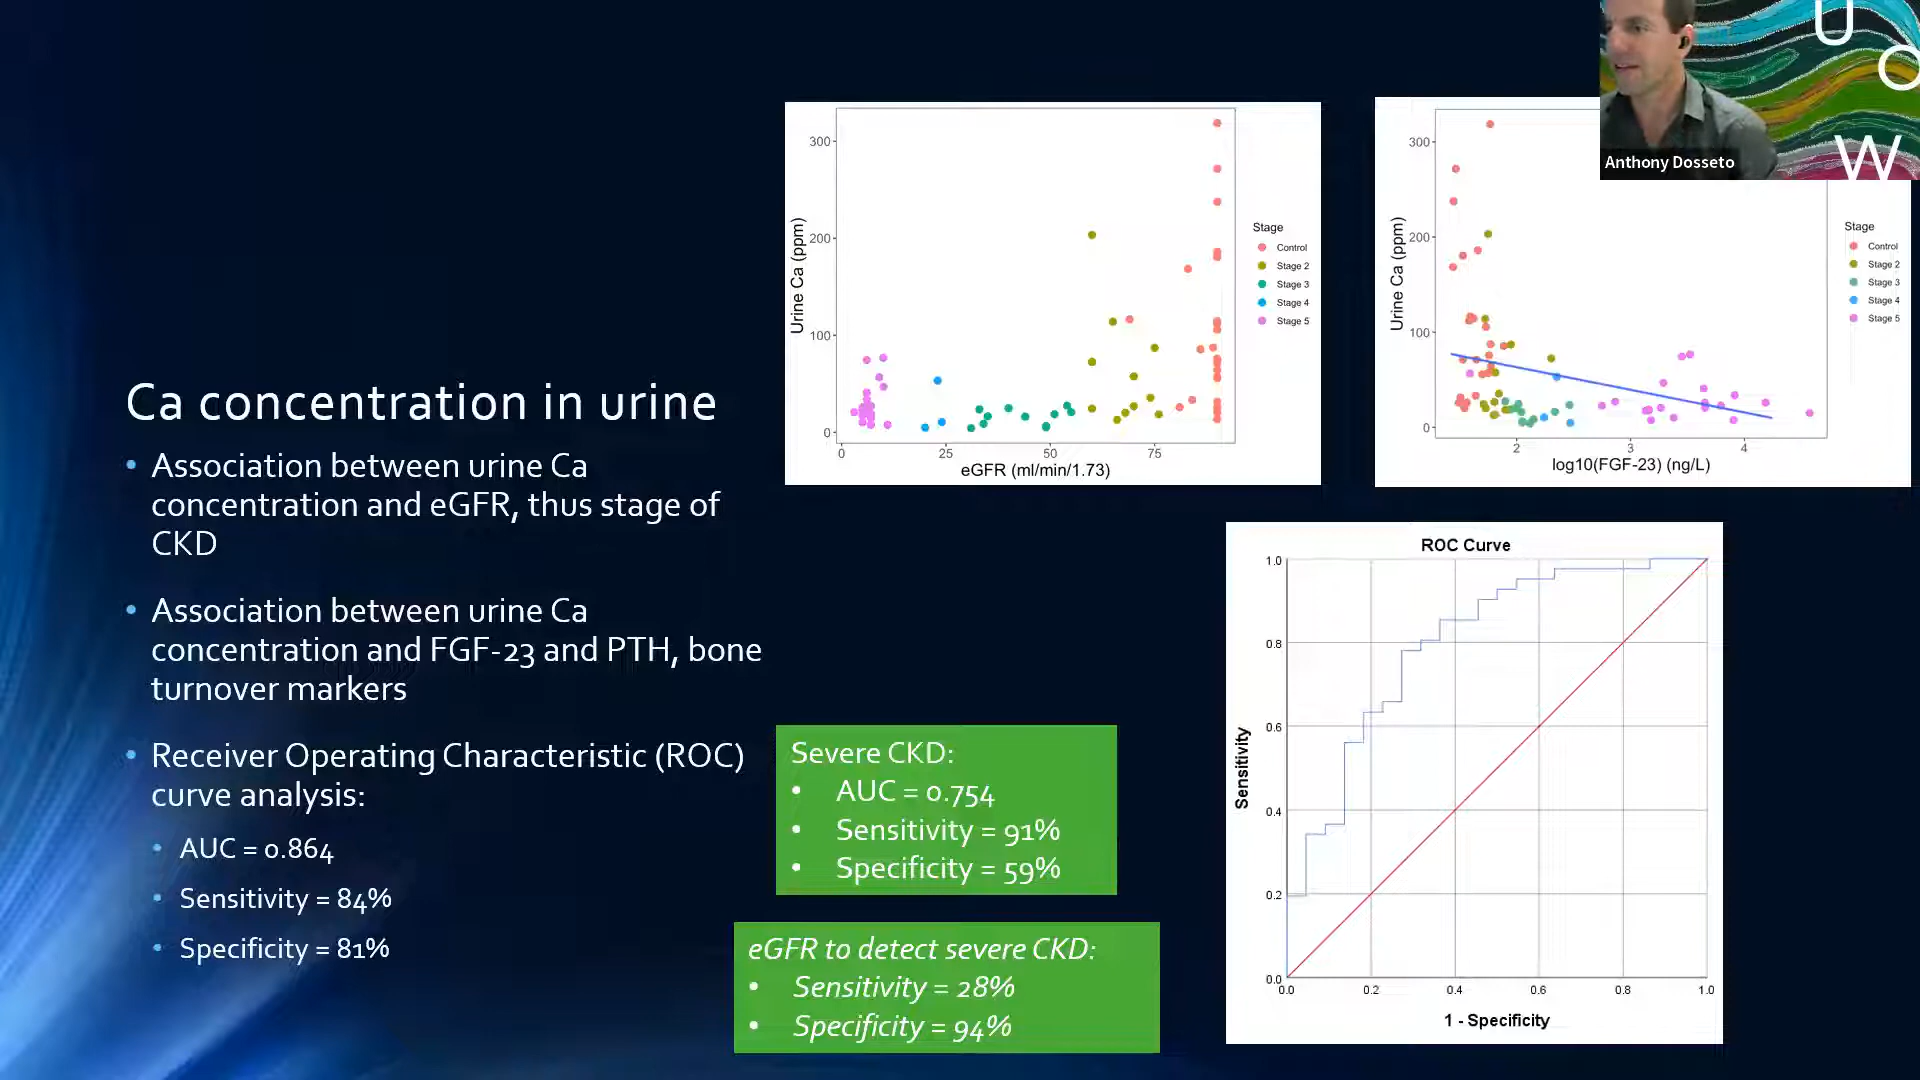 Ca concentration in urine
• Association between urine Ca
concentration and eGFR, thus stage of
CKD
• Association between urine Ca
concentration and FGF-23 and PTH, bone
turnover markers
• Receiver Operating Characteristic (ROC)
curve analysis:
• AUC = 0.864
• Sensitivity = 84%
• Specificity = 81%
Severe CKD:
• AUC = 0.754
• Sensitivity = 91%
• Specificity = 59%
eGFR to detect severe CKD:
• Sensitivity = 28%
• Specificity = 94%
Urine Ca (ppm)
300
200
100
0
0 25 50 75
eGFR (ml/min/1.73)
Stage
Control
Stage 2
Stage 3
Stage 4
Stage 5
Urine Ca (ppm)
300
200
100
0
2 3 4
log10(FGF-23) (ng/L)
Stage
Control
Stage 2
Stage 3
Stage 4
Stage 5
Anthony Dosseto
U
O
W
ROC Curve
Sensitivity
1.0
0.8
0.6
0.4
0.2
0.0
0.0 0.2 0.4 0.6 0.8 1.0
1 - Specificity